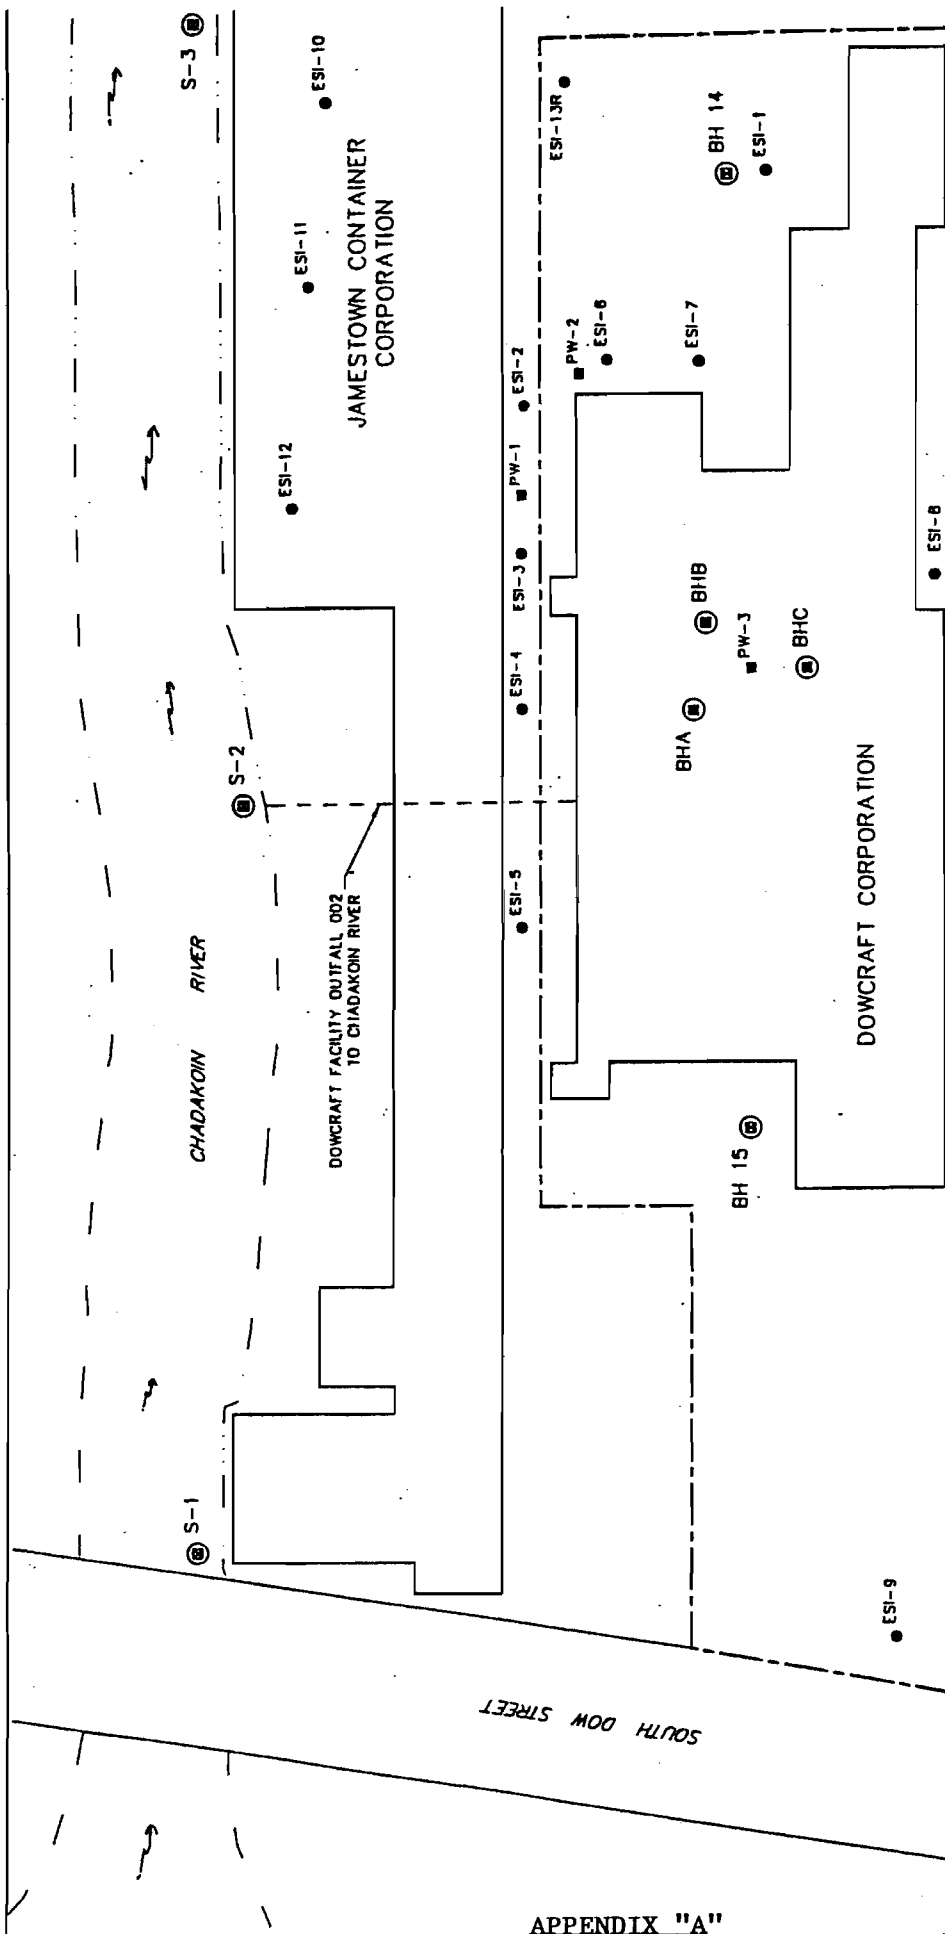 S-1
S-2
S-3
CHADAKOIN RIVER
DOWCRAFT FACILITY OUTFALL 002
TO CHADAKOIN RIVER
ESI-12
ESI-11
ESI-10
JAMESTOWN CONTAINER
CORPORATION
ESI-5
ESI-4
ESI-3
PW-1
ESI-2
ESI-13R
PW-2
ESI-6
ESI-7
BH 14
ESI-1
BHA
BHB
PW-3
BHC
BH 15
DOWCRAFT CORPORATION
ESI-8
ESI-9
SOUTH DOW STREET
APPENDIX "A"